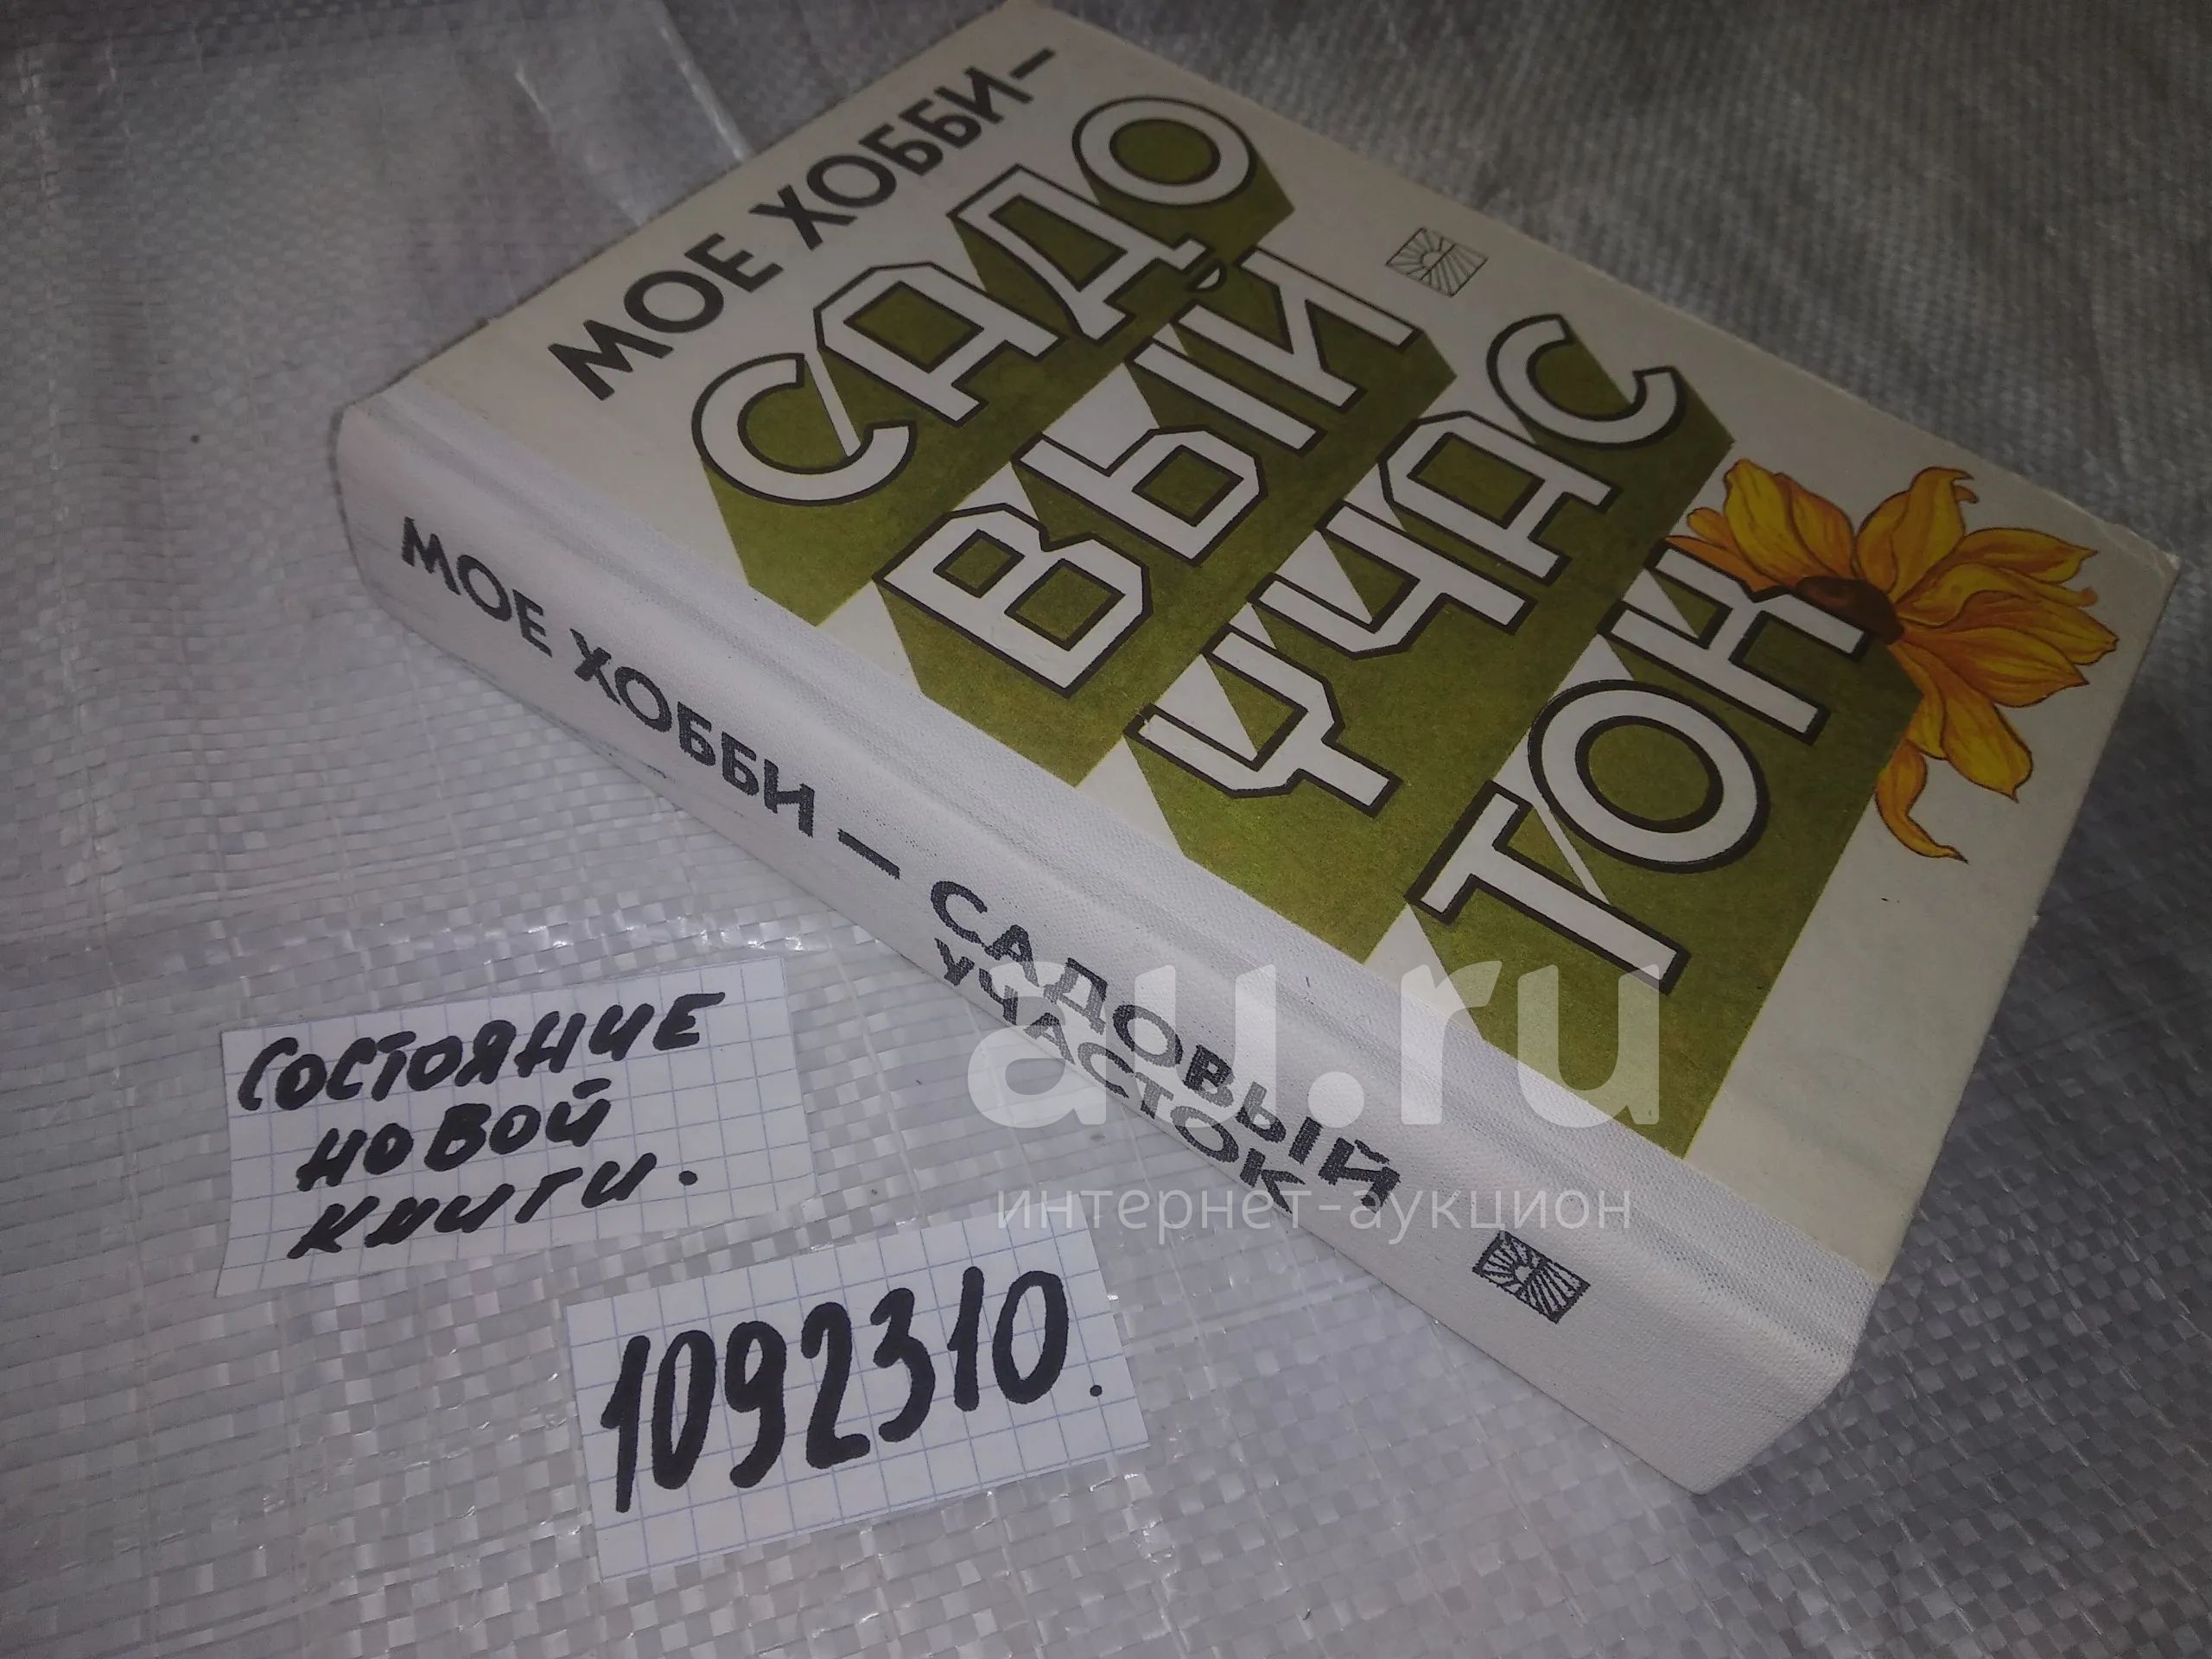 МОЕ ХОББИ–
САДО
ВЫЙ
УЧАС
ТОК
МОЕ ХОББИ – САДОВЫЙ
УЧАСТОК
au.ru
интернет-аукцион
СОСТОЯНИЕ
НОВОЙ
КНИГИ.
1092310.